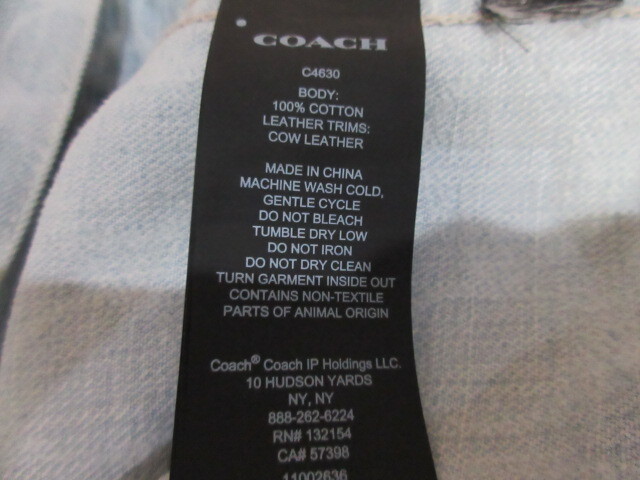 COACH
C4630
BODY:
100% COTTON
LEATHER TRIMS:
COW LEATHER
MADE IN CHINA
MACHINE WASH COLD,
GENTLE CYCLE
DO NOT BLEACH
TUMBLE DRY LOW
DO NOT IRON
DO NOT DRY CLEAN
TURN GARMENT INSIDE OUT
CONTAINS NON-TEXTILE
PARTS OF ANIMAL ORIGIN
Coach® Coach IP Holdings LLC.
10 HUDSON YARDS
NY, NY
888-262-6224
RN# 132154
CA# 57398
11002636